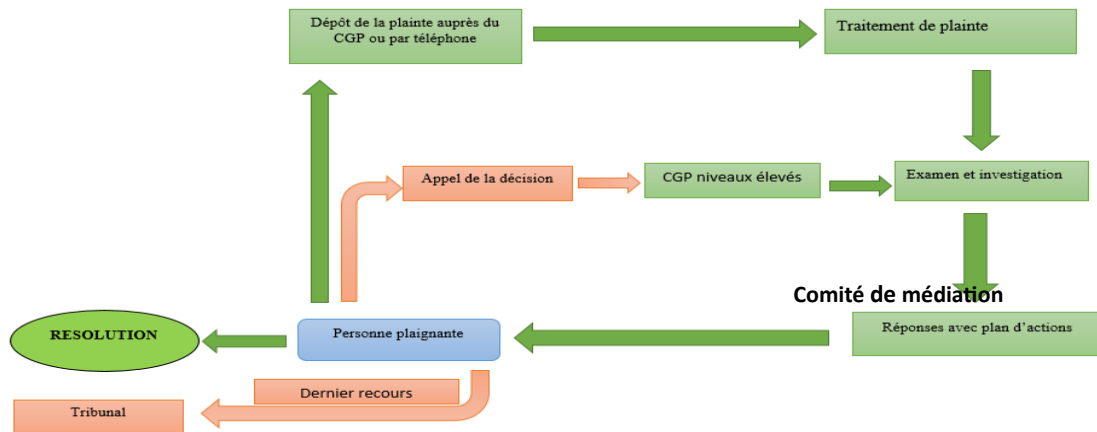 Dépôt de la plainte auprès du
CGP ou par téléphone
Traitement de plainte
Appel de la décision
CGP niveaux élevés
Examen et investigation
Comité de médiation
RESOLUTION
Personne plaignante
Réponses avec plan d’actions
Dernier recours
Tribunal